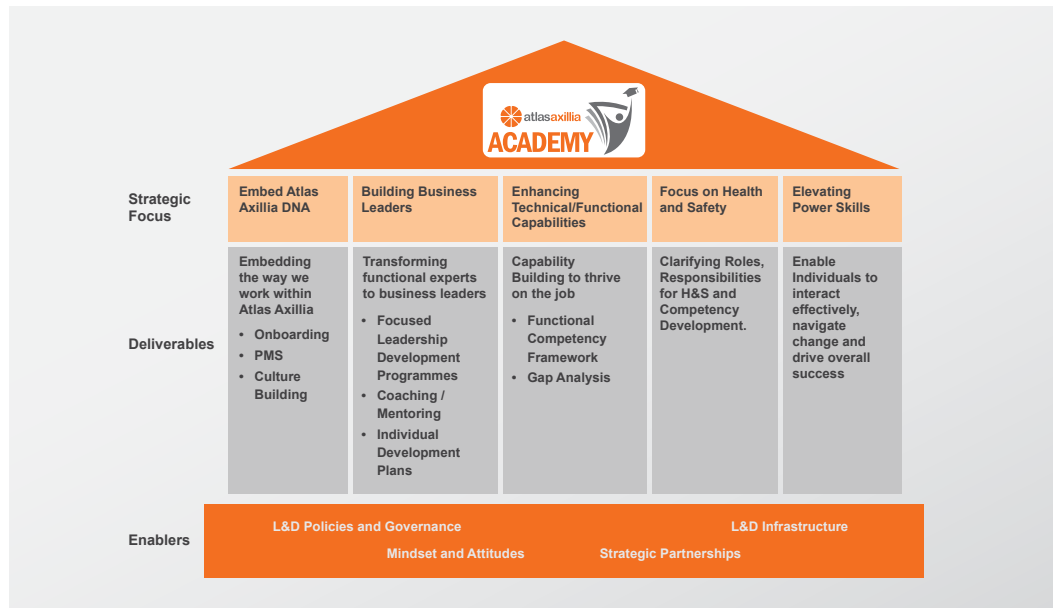 atlasaxillia
ACADEMY
Strategic
Focus
Embed Atlas
Axillia DNA
Building Business
Leaders
Enhancing
Technical/Functional
Capabilities
Focus on Health
and Safety
Elevating
Power Skills
Deliverables
Embedding
the way we
work within
Atlas Axillia
• Onboarding
• PMS
• Culture
Building
Transforming
functional experts
to business leaders
• Focused
Leadership
Development
Programmes
• Coaching /
Mentoring
• Individual
Development
Plans
Capability
Building to thrive
on the job
• Functional
Competency
Framework
• Gap Analysis
Clarifying Roles,
Responsibilities
for H&S and
Competency
Development.
Enable
Individuals to
interact
effectively,
navigate
change and
drive overall
success
Enablers
L&D Policies and Governance
L&D Infrastructure
Mindset and Attitudes
Strategic Partnerships